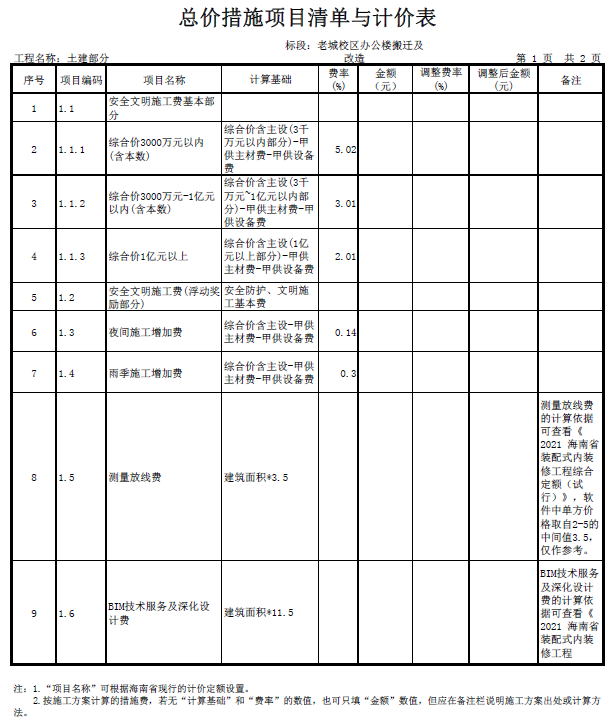 总价措施项目清单与计价表
标段：老城校区办公楼搬迁及
工程名称：土建部分 改造 第 1 页 共 2 页
序号 项目编码 项目名称 计算基础 费率(%) 金额（元） 调整费率(%) 调整后金额(元) 备注
1 1.1 安全文明施工费基本部
分
2 1.1.1 综合价3000万元以内
(含本数)
综合价含主设(3千
万元以内部分)-甲
供主材费-甲供设备
费
5.02
3 1.1.2 综合价3000万元-1亿元
以内(含本数)
综合价含主设(3千
万元~1亿元以内部
分)-甲供主材费-甲
供设备费
3.01
4 1.1.3 综合价1亿元以上
综合价含主设(1亿
元以上部分)-甲供
主材费-甲供设备费
2.01
5 1.2 安全文明施工费(浮动奖
励部分)
安全防护、文明施
工基本费
6 1.3 夜间施工增加费
综合价含主设-甲供
主材费-甲供设备费
0.14
7 1.4 雨季施工增加费
综合价含主设-甲供
主材费-甲供设备费
0.3
8 1.5 测量放线费 建筑面积*3.5
测量放线费
的计算依据
可查看《
2021 海南省
装配式内装
修工程综合
定额（试
行）》，软
件中单方价
格取自2-5的
中间值3.5，
仅作参考。
9 1.6 BIM技术服务及深化设
计费
建筑面积*11.5
BIM技术服务
及深化设计
费的计算依
据可查看《
2021 海南省
装配式内装
修工程
注：1.“项目名称”可根据海南省现行的计价定额设置。
2.按施工方案计算的措施费，若无“计算基础”和“费率”的数值，也可只填“金额”数值，但应在备注栏说明施工方案出处或计算方
法。